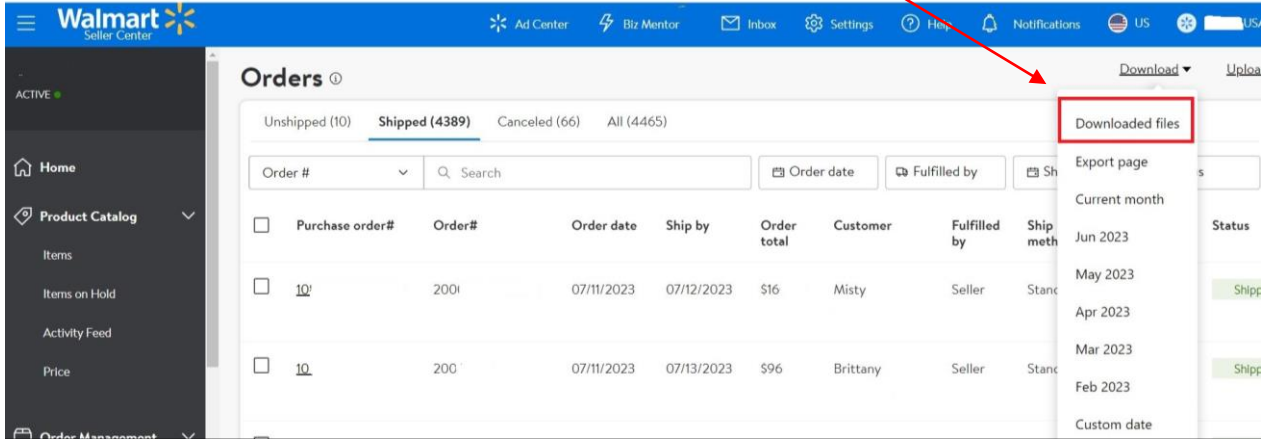 Walmart
Seller Center
Ad Center
Biz Mentor
Inbox
Settings
Help
Notifications
US
ACTIVE
Orders
Download
Unshipped (10)
Shipped (4389)
Canceled (66)
All (4465)
Downloaded files
Home
Order #
Search
Order date
Fulfilled by
Export page
Product Catalog
Purchase order#
Order#
Order date
Ship by
Order total
Customer
Fulfilled by
Ship
Status
Current month
Jun 2023
Items
Items on Hold
07/11/2023
07/12/2023
$16
Misty
Seller
May 2023
Apr 2023
Activity Feed
Price
07/11/2023
07/13/2023
$96
Brittany
Seller
Mar 2023
Feb 2023
Custom date
Order Management